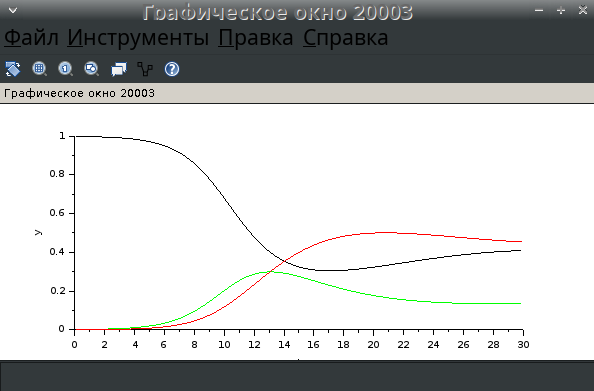 Графическое окно 20003
Файл Инструменты Правка Справка
Графическое окно 20003
1
0.8
0.6
y
0.4
0.2
0
0 2 4 6 8 10 12 14 16 18 20 22 24 26 28 30